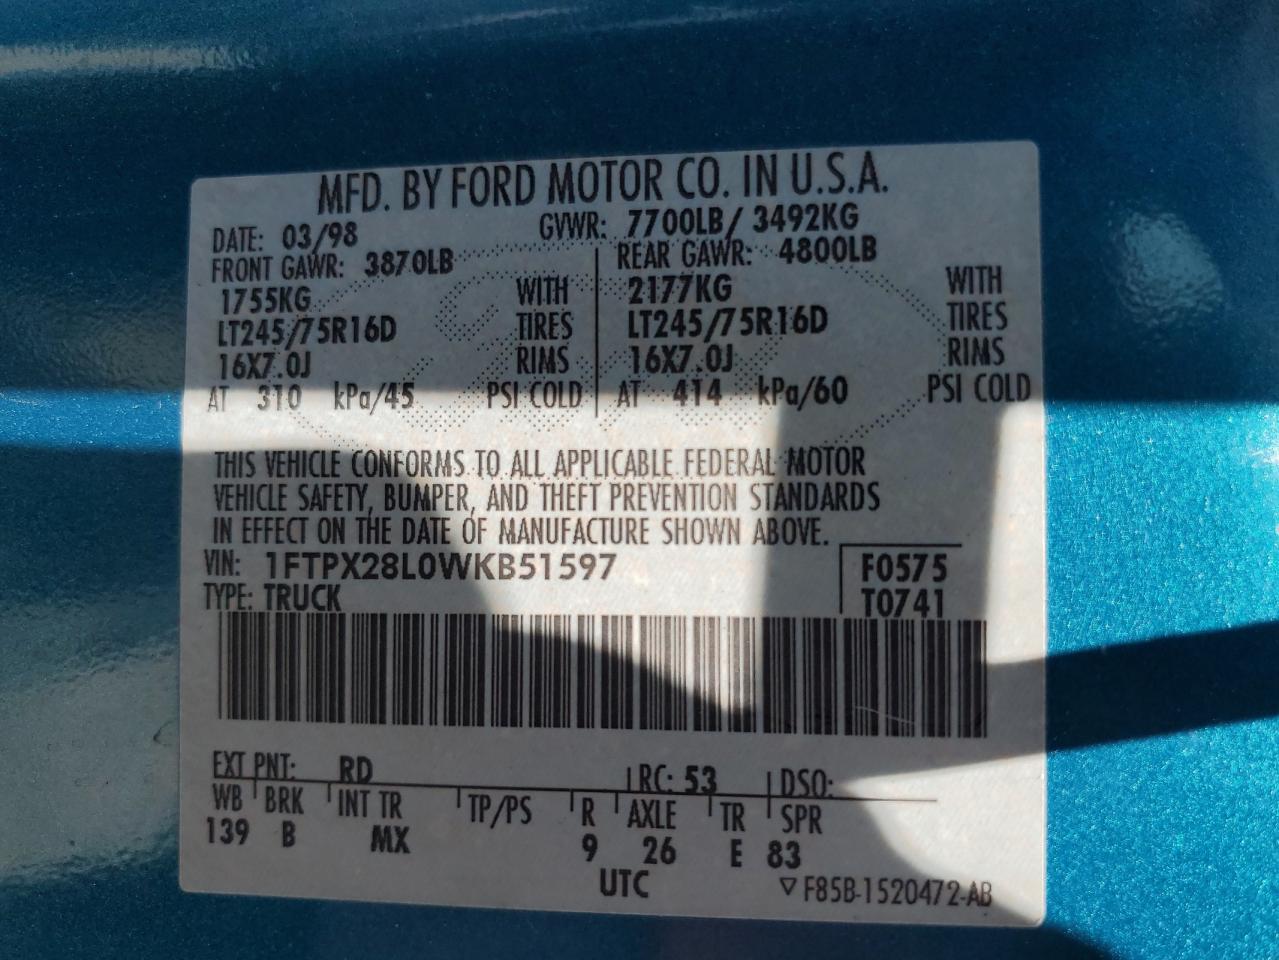 MFD. BY FORD MOTOR CO. IN U.S.A.
DATE: 03/98 GVWR: 7700LB/ 3492KG
FRONT GAWR: 3870LB REAR GAWR: 4800LB
1755KG WITH 2177KG WITH
LT245/75R16D TIRES LT245/75R16D TIRES
16X7.0J RIMS 16X7.0J RIMS
AT 310 kPa/45 PSI COLD AT 414 kPa/60 PSI COLD
THIS VEHICLE CONFORMS TO ALL APPLICABLE FEDERAL MOTOR
VEHICLE SAFETY, BUMPER, AND THEFT PREVENTION STANDARDS
IN EFFECT ON THE DATE OF MANUFACTURE SHOWN ABOVE.
VIN: 1FTPX28L0WKB51597 F0575
TYPE: TRUCK T0741
EXT PNT: RD RC: 53 DSO:
WB BRK INT TR TP/PS R AXLE TR SPR
139 B MX 9 26 E 83
UTC ▽F85B-1520472-AB